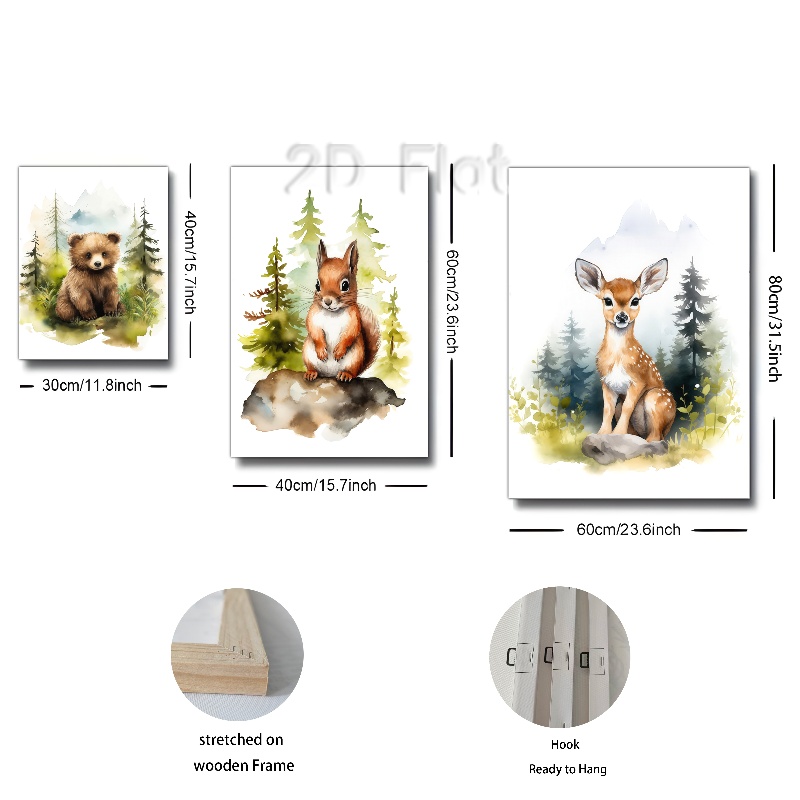 2D Flat
40cm/15.7inch
30cm/11.8inch
60cm/23.6inch
40cm/15.7inch
80cm/31.5inch
60cm/23.6inch
stretched on
wooden Frame
Hook
Ready to Hang